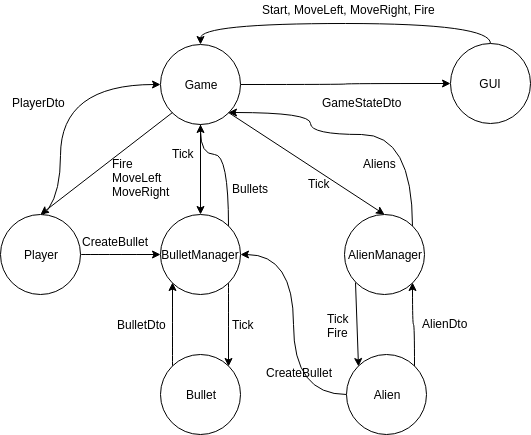 Start, MoveLeft, MoveRight, Fire
Game
GUI
PlayerDto
GameStateDto
Tick
Fire
MoveLeft
MoveRight
Bullets
Aliens
Tick
Player
CreateBullet
BulletManager
AlienManager
BulletDto
Tick
Tick
Fire
AlienDto
CreateBullet
Bullet
Alien